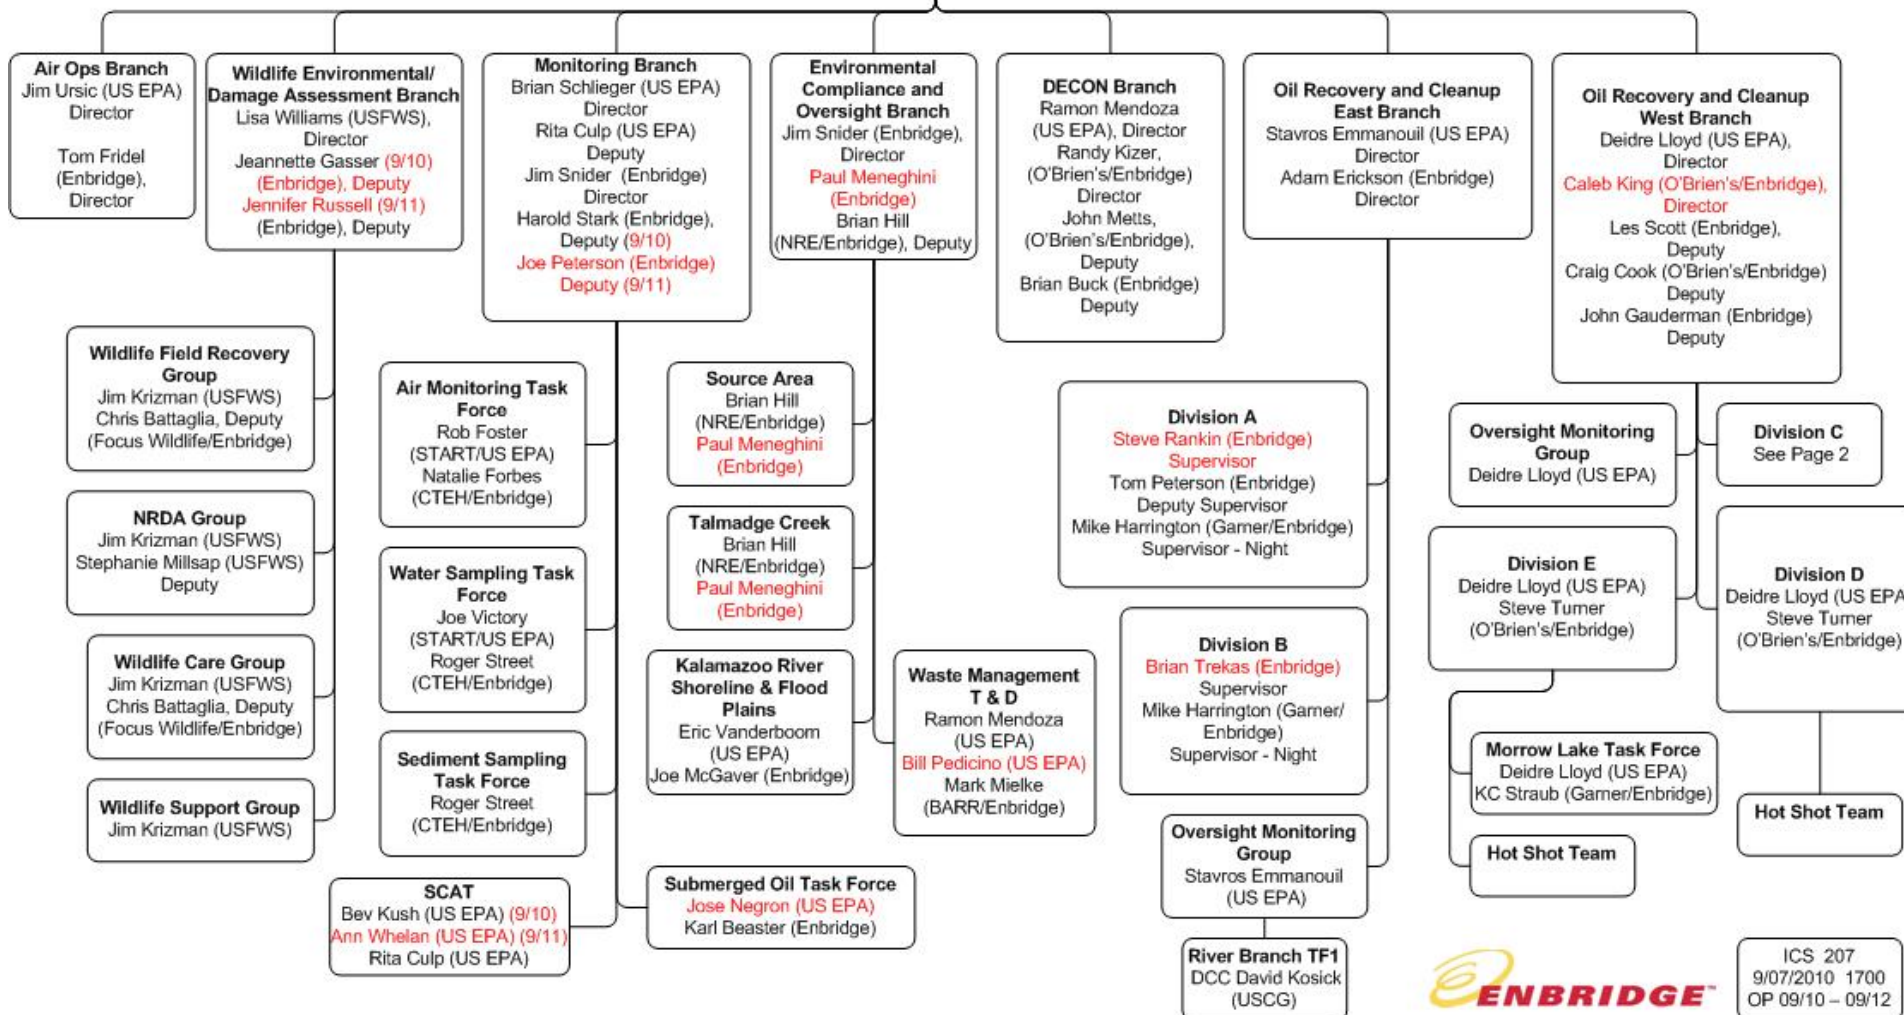 Air Ops Branch
Jim Ursic (US EPA)
Director
Tom Fridel
(Enbridge),
Director
Wildlife Environmental/
Damage Assessment Branch
Lisa Williams (USFWS),
Director
Jeannette Gasser (9/10)
(Enbridge), Deputy
Jennifer Russell (9/11)
(Enbridge), Deputy
Monitoring Branch
Brian Schlieger (US EPA)
Director
Rita Culp (US EPA)
Deputy
Jim Snider (Enbridge)
Director
Harold Stark (Enbridge),
Deputy (9/10)
Joe Peterson (Enbridge)
Deputy (9/11)
Environmental
Compliance and
Oversight Branch
Jim Snider (Enbridge),
Director
Paul Meneghini
(Enbridge)
Brian Hill
(NRE/Enbridge), Deputy
DECON Branch
Ramon Mendoza
(US EPA), Director
Randy Kizer,
(O'Brien's/Enbridge)
Director
John Metts,
(O'Brien's/Enbridge),
Deputy
Brian Buck (Enbridge)
Deputy
Oil Recovery and Cleanup
East Branch
Stavros Emmanouil (US EPA)
Director
Adam Erickson (Enbridge)
Director
Oil Recovery and Cleanup
West Branch
Deidre Lloyd (US EPA),
Director
Caleb King (O'Brien's/Enbridge),
Director
Les Scott (Enbridge),
Deputy
Craig Cook (O'Brien's/Enbridge)
Deputy
John Gauderman (Enbridge)
Deputy
Wildlife Field Recovery
Group
Jim Krizman (USFWS)
Chris Battaglia, Deputy
(Focus Wildlife/Enbridge)
NRDA Group
Jim Krizman (USFWS)
Stephanie Millsap (USFWS)
Deputy
Wildlife Care Group
Jim Krizman (USFWS)
Chris Battaglia, Deputy
(Focus Wildlife/Enbridge)
Wildlife Support Group
Jim Krizman (USFWS)
Air Monitoring Task
Force
Rob Foster
(START/US EPA)
Natalie Forbes
(CTEH/Enbridge)
Water Sampling Task
Force
Joe Victory
(START/US EPA)
Roger Street
(CTEH/Enbridge)
Sediment Sampling
Task Force
Roger Street
(CTEH/Enbridge)
SCAT
Bev Kush (US EPA) (9/10)
Ann Whelan (US EPA) (9/11)
Rita Culp (US EPA)
Submerged Oil Task Force
Jose Negron (US EPA)
Karl Beaster (Enbridge)
Source Area
Brian Hill
(NRE/Enbridge)
Paul Meneghini
(Enbridge)
Talmadge Creek
Brian Hill
(NRE/Enbridge)
Paul Meneghini
(Enbridge)
Kalamazoo River
Shoreline & Flood
Plains
Eric Vanderboom
(US EPA)
Joe McGaver (Enbridge)
Waste Management
T & D
Ramon Mendoza
(US EPA)
Bill Pedicino (US EPA)
Mark Mielke
(BARR/Enbridge)
Division A
Steve Rankin (Enbridge)
Supervisor
Tom Peterson (Enbridge)
Deputy Supervisor
Mike Harrington (Garner/Enbridge)
Supervisor - Night
Division B
Brian Trekas (Enbridge)
Supervisor
Mike Harrington (Garner/
Enbridge)
Supervisor - Night
Oversight Monitoring
Group
Stavros Emmanouil
(US EPA)
River Branch TF1
DCC David Kosick
(USCG)
Oversight Monitoring
Group
Deidre Lloyd (US EPA)
Division C
See Page 2
Division E
Deidre Lloyd (US EPA)
Steve Turner
(O'Brien's/Enbridge)
Division D
Deidre Lloyd (US EPA
Steve Turner
(O'Brien's/Enbridge)
Morrow Lake Task Force
Deidre Lloyd (US EPA)
KC Straub (Garner/Enbridge)
Hot Shot Team
Hot Shot Team
ENBRIDGE™
ICS 207
9/07/2010 1700
OP 09/10 – 09/12